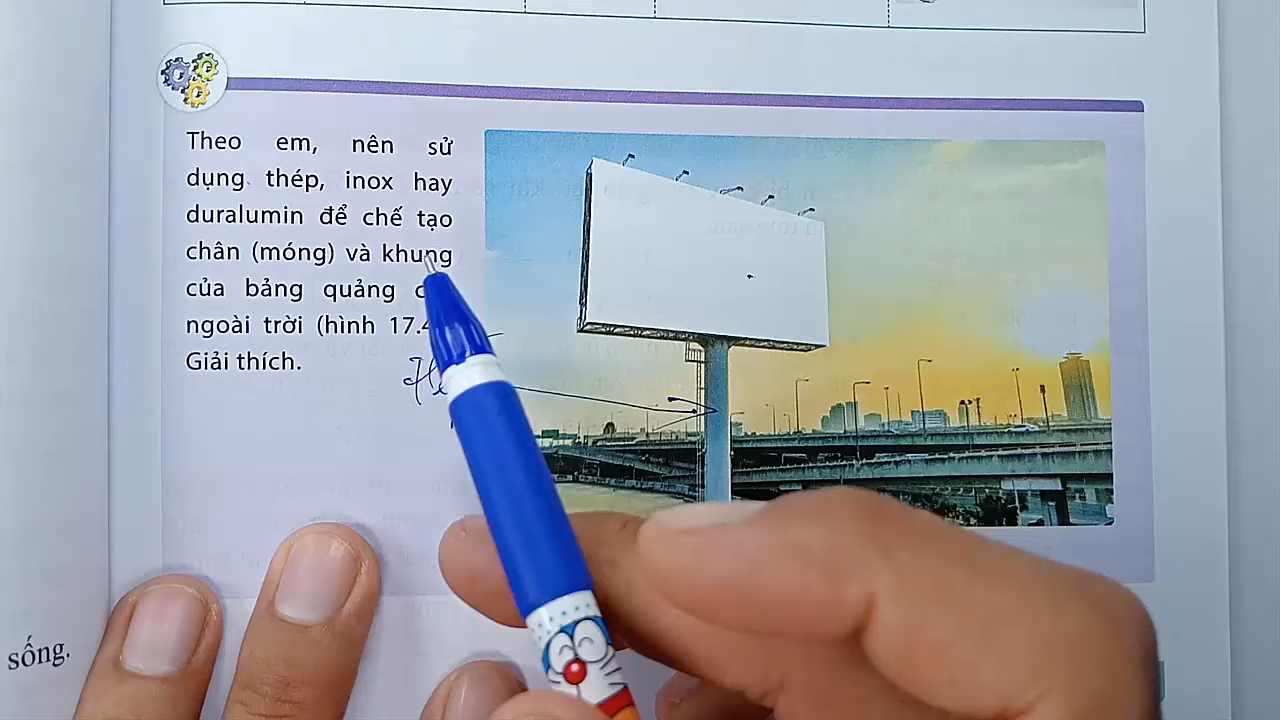 Theo em, nên sử
dụng thép, inox hay
duralumin để chế tạo
chân (móng) và khung
của bảng quảng
ngoài trời (hình 17.4
Giải thích.
sống.